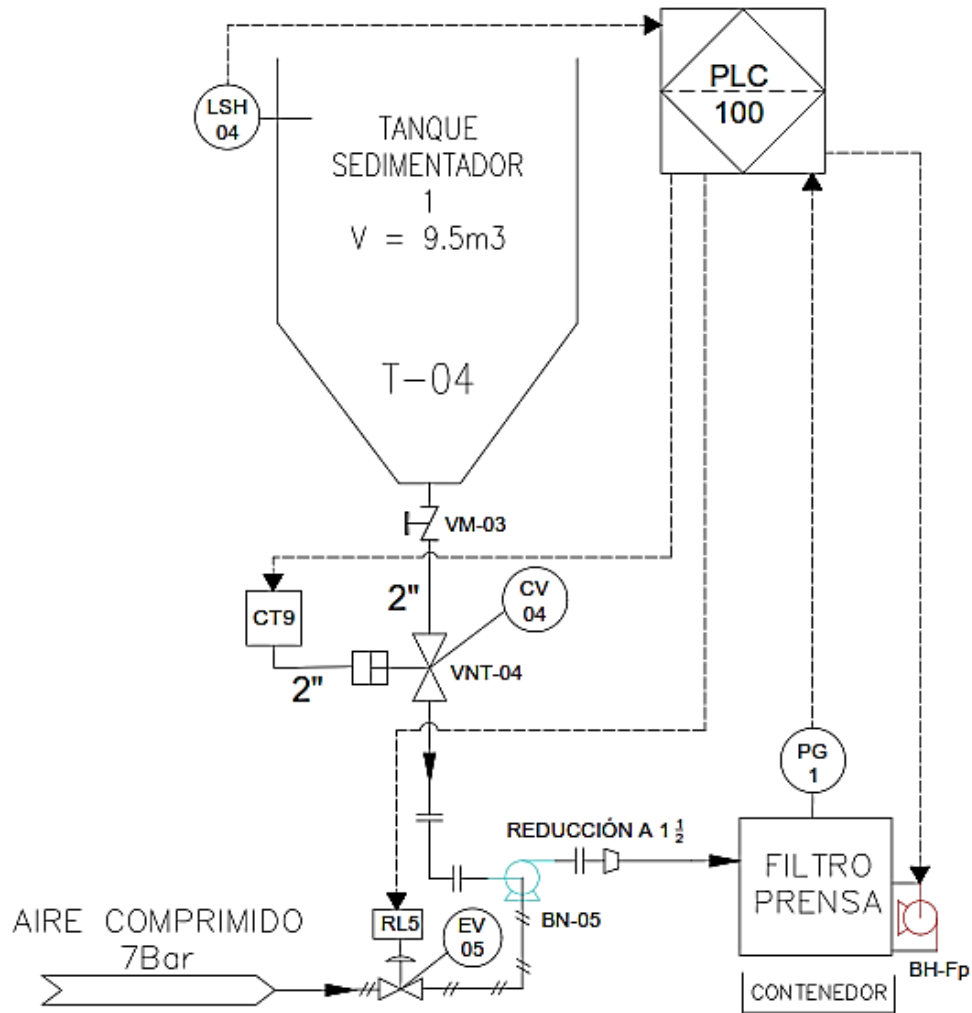 LSH
04
PLC
100
TANQUE
SEDIMENTADOR
1
V = 9.5m3
T-04
VM-03
2"
CV
04
CT9
2"
VNT-04
PG
1
REDUCCIÓN A 1 1/2
FILTRO
PRENSA
BN-05
AIRE COMPRIMIDO
7Bar
RL5
EV
05
BH-Fp
CONTENEDOR